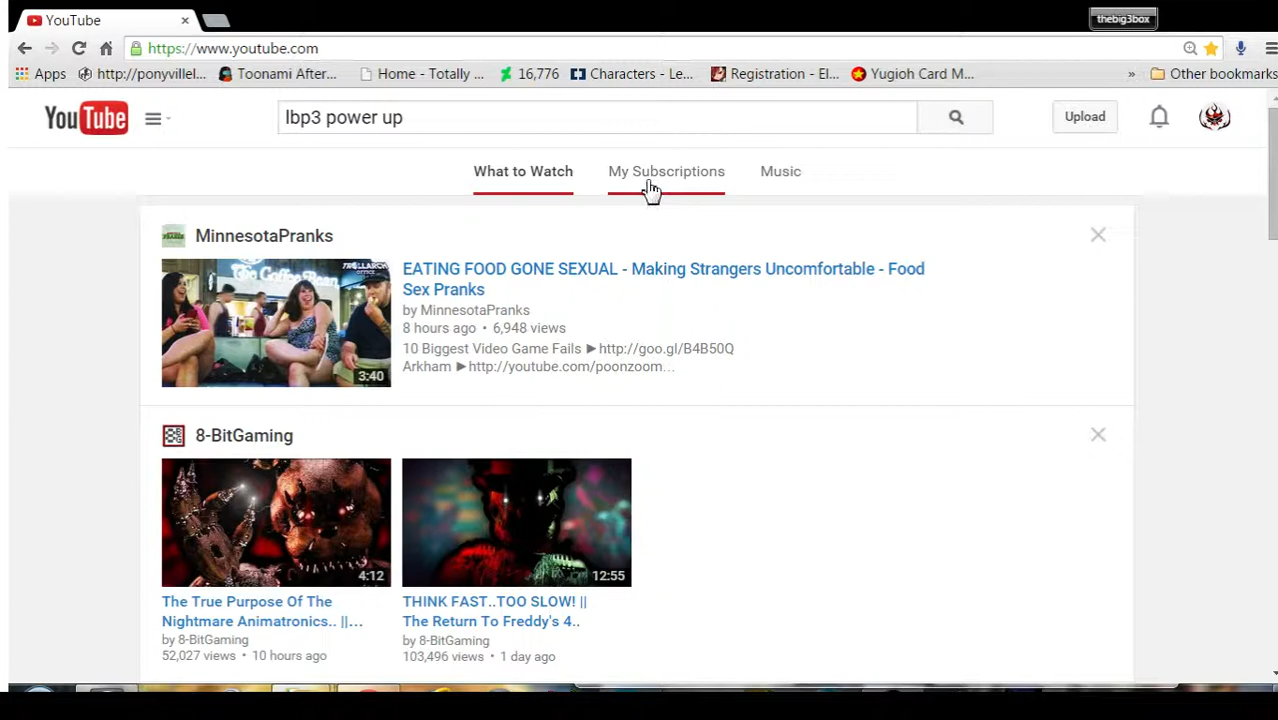 YouTube
thebig3box
https://www.youtube.com
Apps http://ponyvillel... Toonami After... Home - Totally ... 16,776 Characters - Le... Registration - El... Yugioh Card M... » Other bookmarks
YouTube lbp3 power up Upload
What to Watch My Subscriptions Music
MinnesotaPranks
EATING FOOD GONE SEXUAL - Making Strangers Uncomfortable - Food
Sex Pranks
by MinnesotaPranks
8 hours ago • 6,948 views
10 Biggest Video Game Fails ►http://goo.gl/B4B50Q
Arkham ►http://youtube.com/poonzoom...
The Coffee Bean
3:40
8-BitGaming
4:12
12:55
The True Purpose Of The
Nightmare Animatronics.. ||...
by 8-BitGaming
52,027 views • 10 hours ago
THINK FAST..TOO SLOW! ||
The Return To Freddy's 4..
by 8-BitGaming
103,496 views • 1 day ago